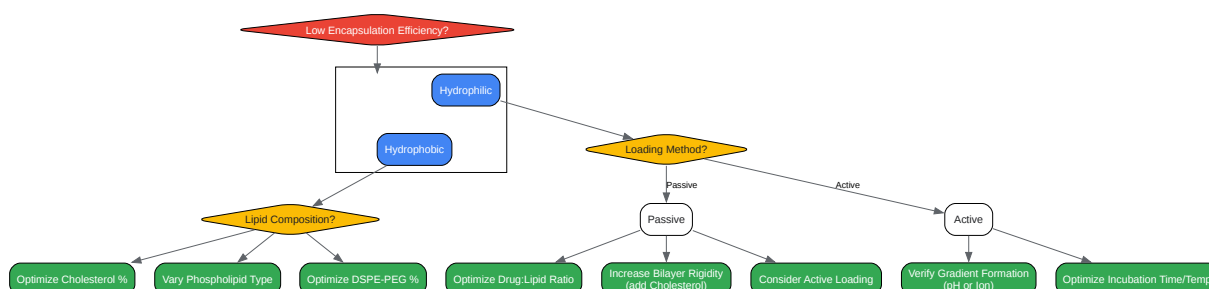 Low Encapsulation Efficiency?
Hydrophilic
Hydrophobic
Loading Method?
Passive
Active
Lipid Composition?
Passive
Active
Optimize Cholesterol %
Vary Phospholipid Type
Optimize DSPE-PEG %
Optimize Drug:Lipid Ratio
Increase Bilayer Rigidity
(add Cholesterol)
Consider Active Loading
Verify Gradient Formation
(pH or Ion)
Optimize Incubation Time/Temp